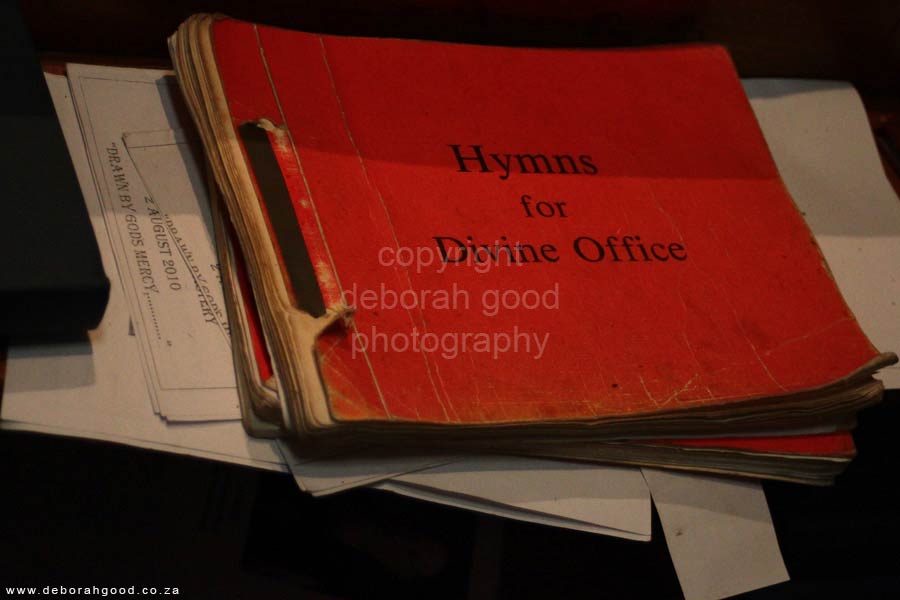 Hymns
for
Divine Office
copyright
deborah good
photography
"DRAWN BY GODS MERCY,............"
2 AUGUST 2010
www.deborahgood.co.za